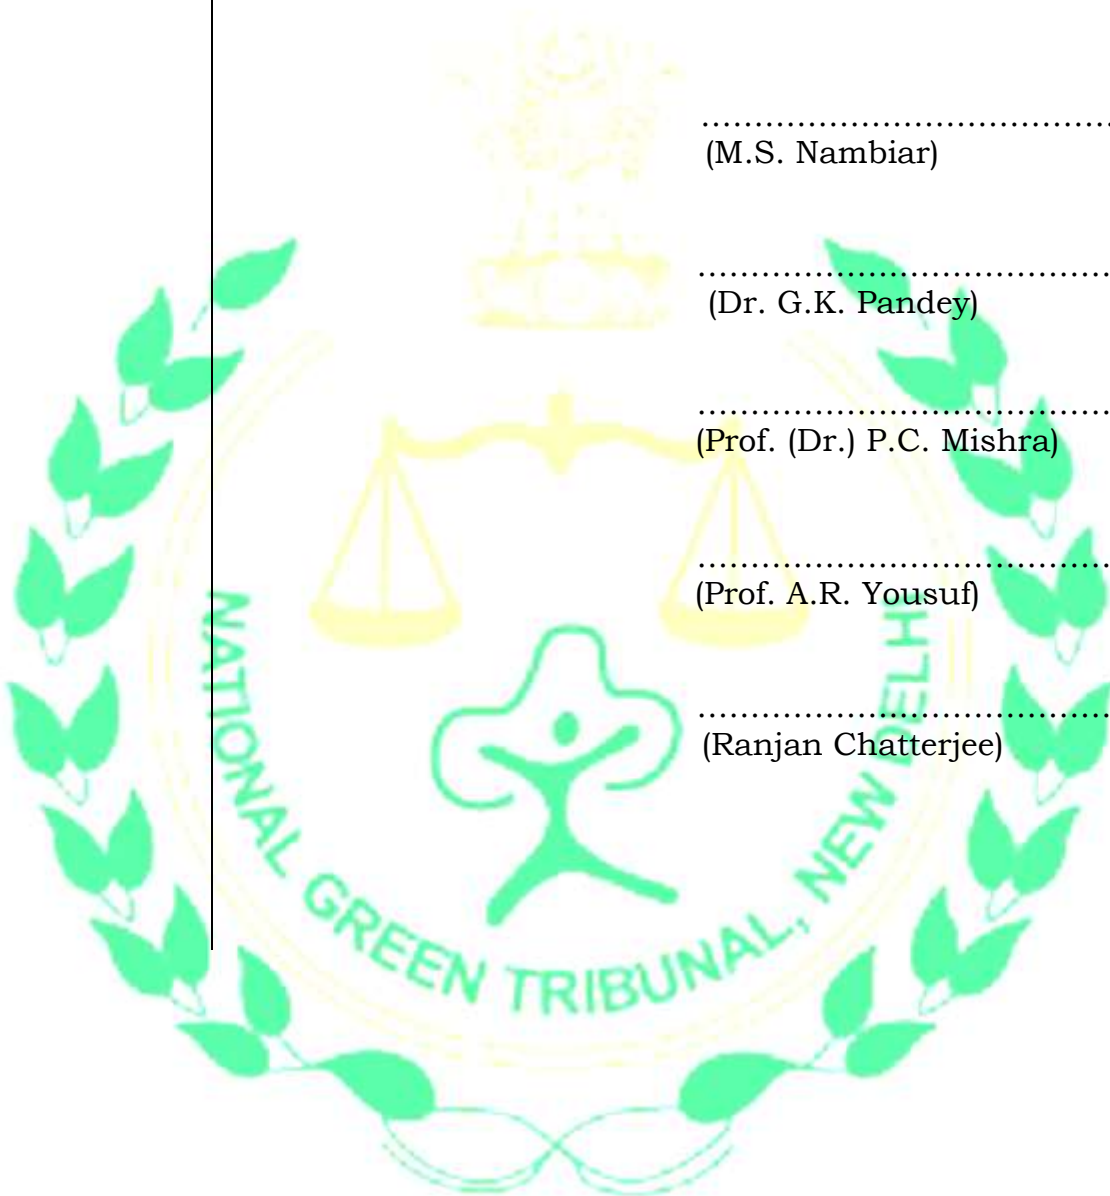 ……………………………………
(M.S. Nambiar)
……………………………………
(Dr. G.K. Pandey)
……………………………………
(Prof. (Dr.) P.C. Mishra)
……………………………………
(Prof. A.R. Yousuf)
……………………………………
(Ranjan Chatterjee)
NATIONAL GREEN TRIBUNAL, NEW DELHI